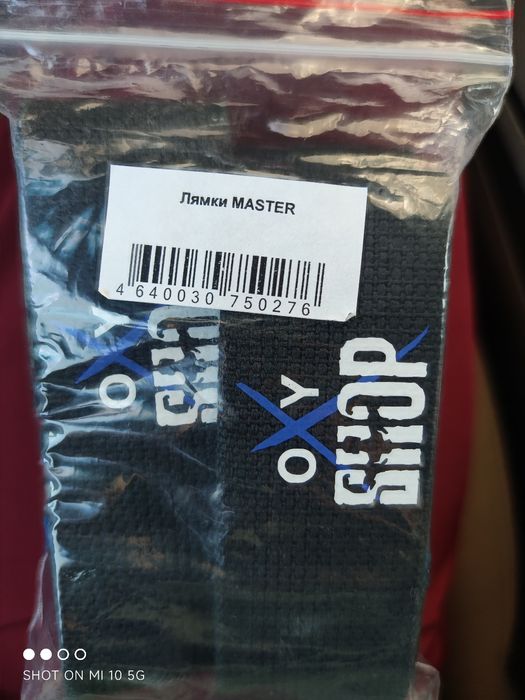 Лямки MASTER
4 640030 750276
OXY
SHOP
OXY
SHOP
SHOT ON MI 10 5G